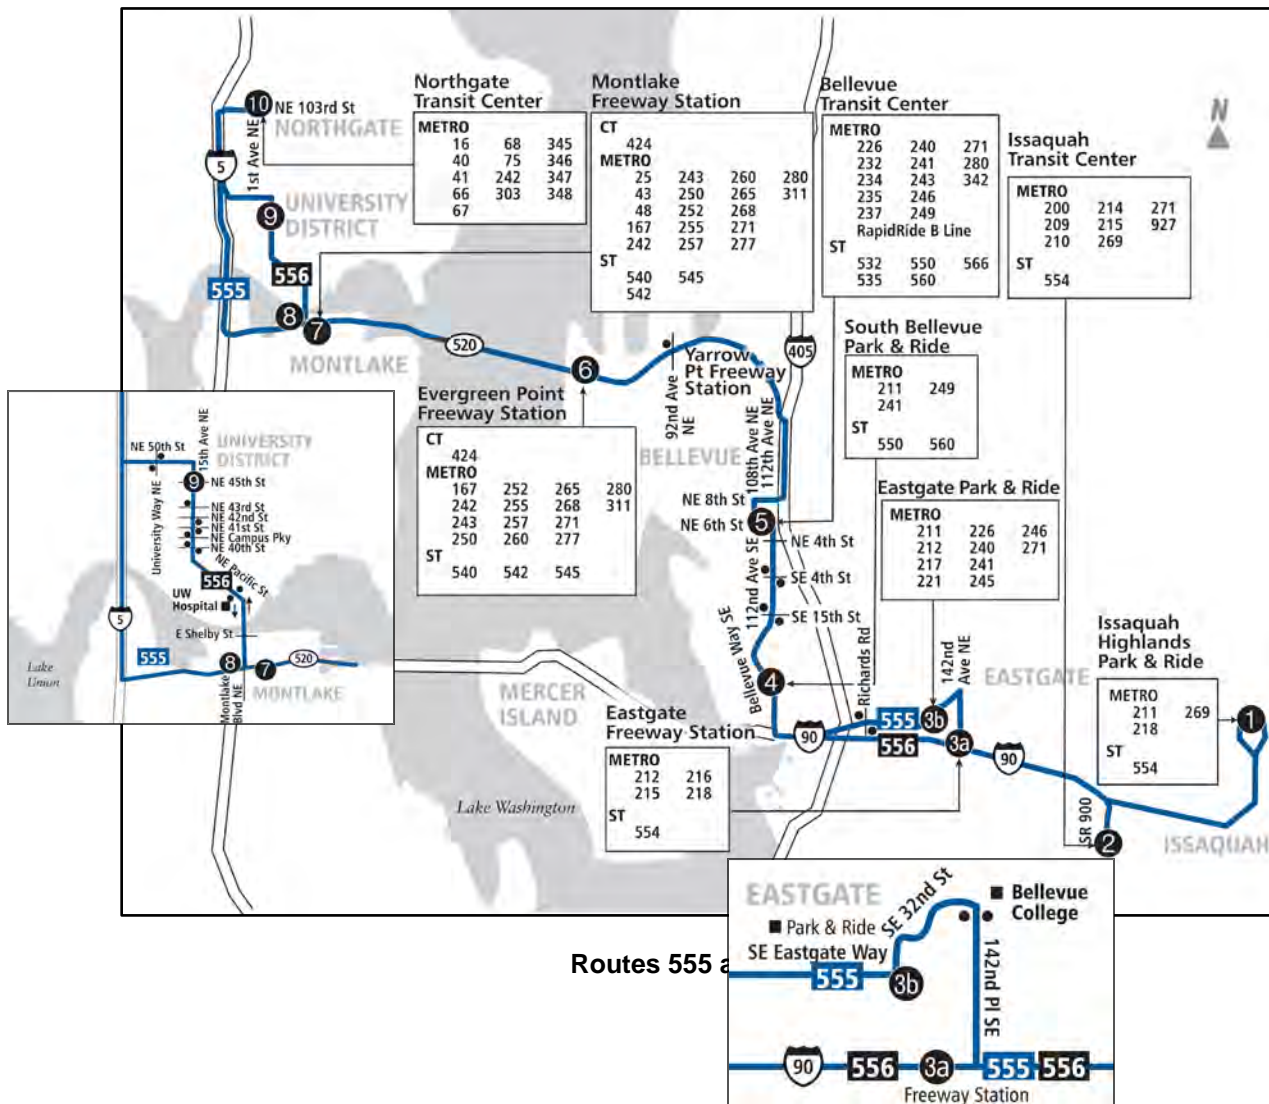 Northgate
Transit Center
METRO
16 68 345
40 75 346
41 242 347
66 303 348
67
Montlake
Freeway Station
CT
424
METRO
25 243 260 280
43 250 265 311
48 252 268
167 255 271
242 257 277
ST
540 545
542
Bellevue
Transit Center
METRO
226 240 271
232 241 280
234 243 342
235 246
237 249
RapidRide B Line
ST
532 550 566
535 560
Issaquah
Transit Center
METRO
200 214 271
209 215 927
210 269
ST
554
N
10
NE 103rd St
NORTHGATE
1st Ave NE
5
UNIVERSITY
DISTRICT
9
556
555
8
7
MONTLAKE
520
6
92nd Ave
NE
Yarrow
Pt Freeway
Station
405
108th Ave NE
112th Ave NE
BELLEVUE
NE 8th St
NE 6th St
5
NE 4th St
SE 4th St
SE 15th St
112nd Ave SE
Bellevue Way SE
4
South Bellevue
Park & Ride
METRO
211 249
241
ST
550 560
Evergreen Point
Freeway Station
CT
424
METRO
167 252 265 280
242 255 268 311
243 257 271
250 260 277
ST
540 542 545
Eastgate Park & Ride
METRO
211 226 246
212 240 271
217 241
221 245
Issaquah
Highlands
Park & Ride
METRO
211 269
218
ST
554
1
Richards Rd
142nd
Ave NE
EASTGATE
90
555
3b
556
3a
90
SR 900
2
ISSAQUAH
MERCER
ISLAND
Lake Washington
Eastgate
Freeway Station
METRO
212 216
215 218
ST
554
NE 50th St
15th Ave NE
UNIVERSITY
DISTRICT
9
NE 45th St
University Way NE
NE 43rd St
NE 42nd St
NE 41st St
NE Campus Pky
NE 40th St
NE Pacific St
556
UW
Hospital
5
E Shelby St
555
8
7
520
Lake
Union
MONTLAKE
Montlake
Blvd NE
Routes 555 a
EASTGATE
Park & Ride
SE Eastgate Way
SE 32nd St
Bellevue
College
555
3b
142nd Pl SE
90
556
3a
555
556
Freeway Station